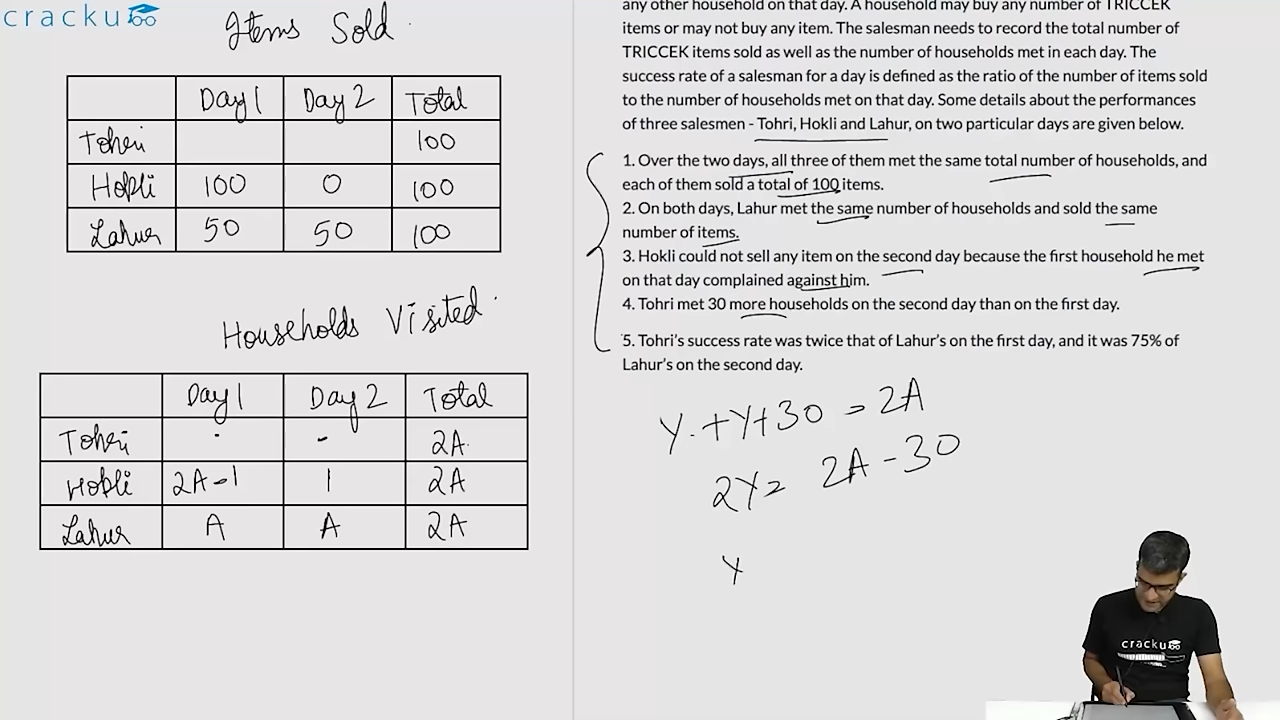 cracku
Items Sold.
Day 1 Day 2 Total
Toheri 100
Hokli 100 0 100
Lahur 50 50 100
Households Visited.
Day 1 Day 2 Total
Toheri . - 2A.
Hokli 2A-1 1 2A
Lahur A A 2A
any other household on that day. A household may buy any number of TRICCEK
items or may not buy any item. The salesman needs to record the total number of
TRICCEK items sold as well as the number of households met in each day. The
success rate of a salesman for a day is defined as the ratio of the number of items sold
to the number of households met on that day. Some details about the performances
of three salesmen - Tohri, Hokli and Lahur, on two particular days are given below.
1. Over the two days, all three of them met the same total number of households, and
each of them sold a total of 100 items.
2. On both days, Lahur met the same number of households and sold the same
number of items.
3. Hokli could not sell any item on the second day because the first household he met
on that day complained against him.
4. Tohri met 30 more households on the second day than on the first day.
5. Tohri's success rate was twice that of Lahur's on the first day, and it was 75% of
Lahur's on the second day.
Y.+Y+30 = 2A
2Y= 2A-30
Y
cracku